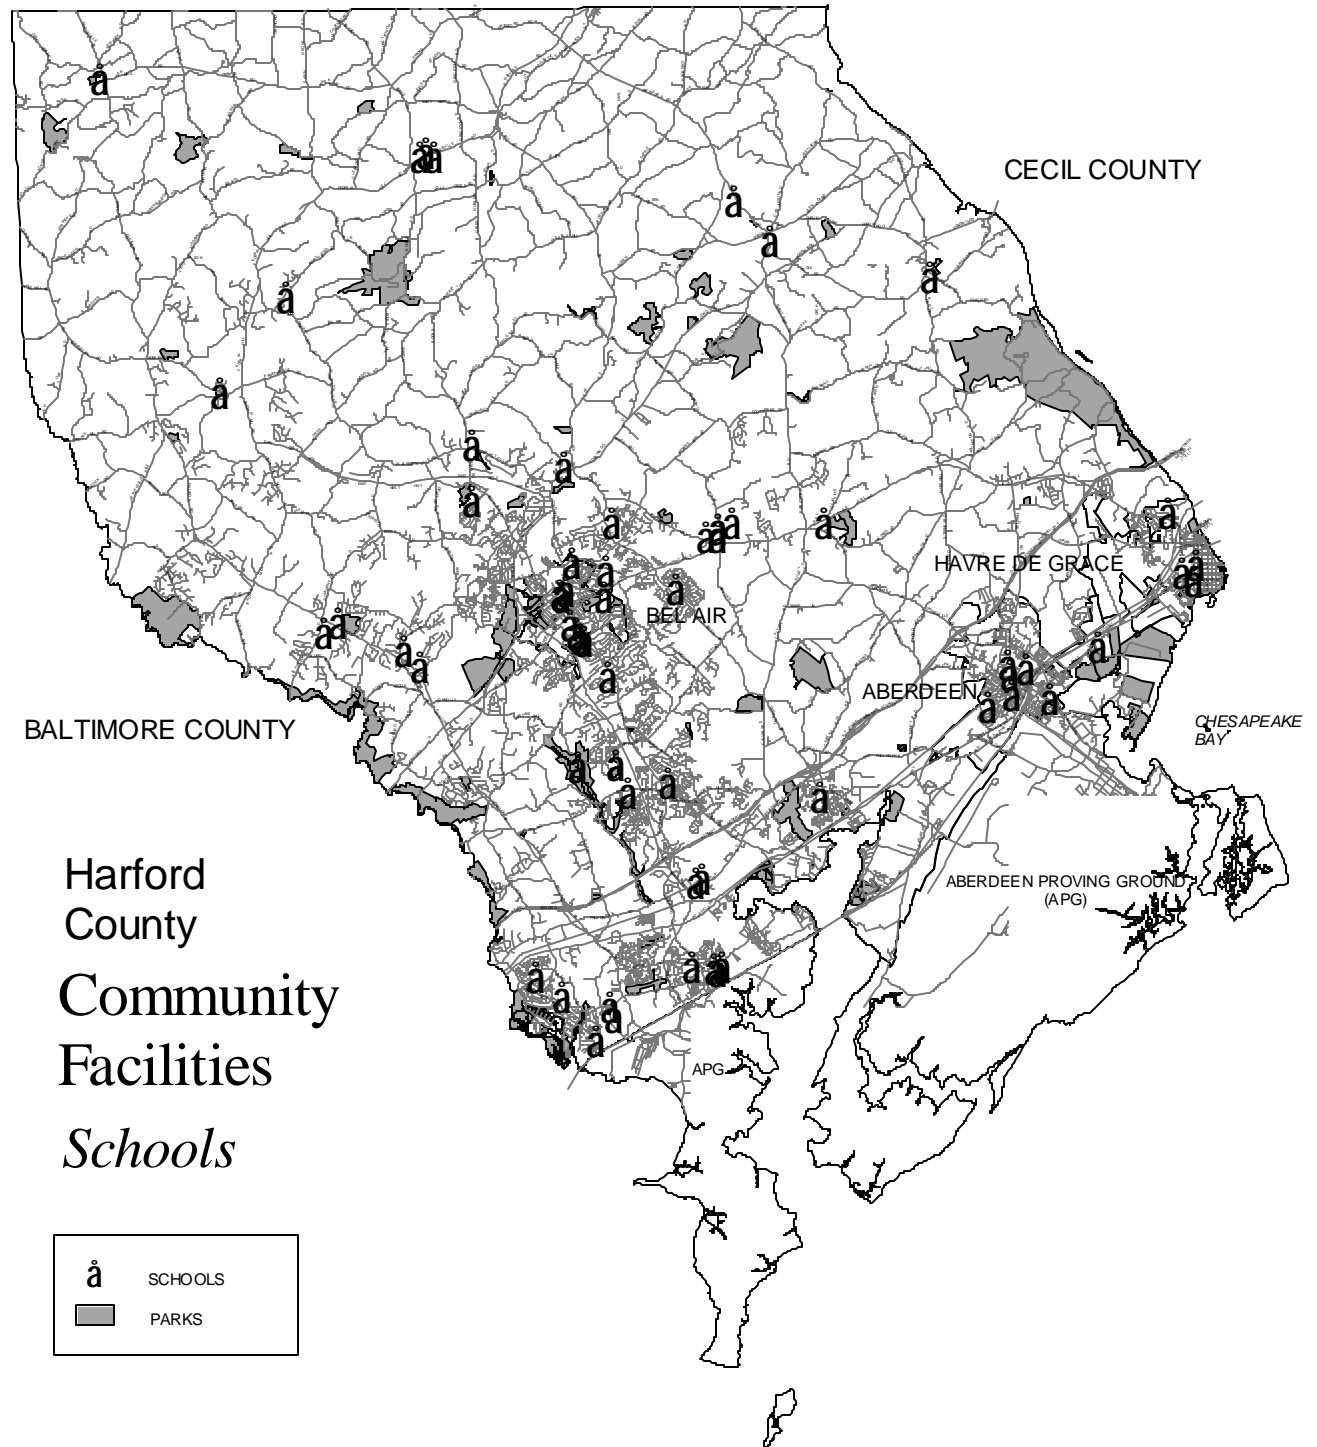 CECIL COUNTY
HAVRE DE GRACE
BEL AIR
ABERDEEN
BALTIMORE COUNTY
CHESAPEAKE
BAY
ABERDEEN PROVING GROUND
(APG)
APG
Harford
County
Community
Facilities
Schools
å SCHOOLS
PARKS